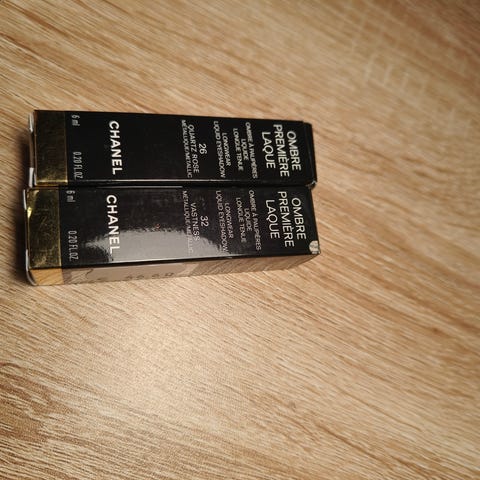 OMBRE
PREMIÈRE
LAQUE
OMBRE À PAUPIÈRES
LIQUIDE
LONGUE TENUE
LONGWEAR
LIQUID EYESHADOW
26
QUARTZ ROSE
MÉTALLIQUE-METALLIC
CHANEL
6 ml 0.20 FL.OZ.
OMBRE
PREMIÈRE
LAQUE
OMBRE À PAUPIÈRES
LIQUIDE
LONGUE TENUE
LONGWEAR
LIQUID EYESHADOW
32
VASTNESS
MÉTALLIQUE-METALLIC
CHANEL
6 ml 0.20 FL.OZ.